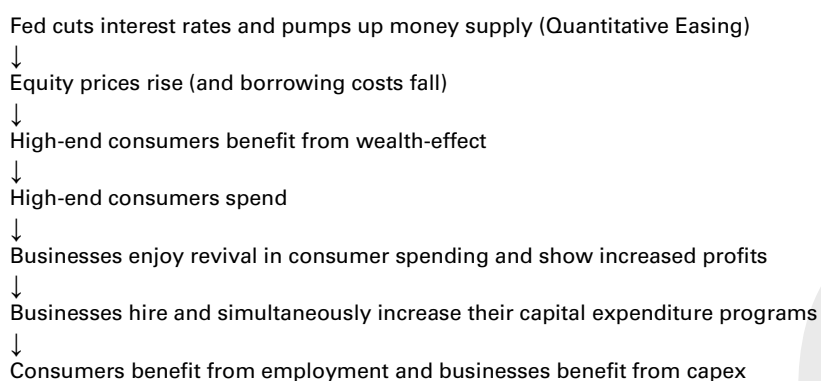 Fed cuts interest rates and pumps up money supply (Quantitative Easing)
↓
Equity prices rise (and borrowing costs fall)
↓
High-end consumers benefit from wealth-effect
↓
High-end consumers spend
↓
Businesses enjoy revival in consumer spending and show increased profits
↓
Businesses hire and simultaneously increase their capital expenditure programs
↓
Consumers benefit from employment and businesses benefit from capex